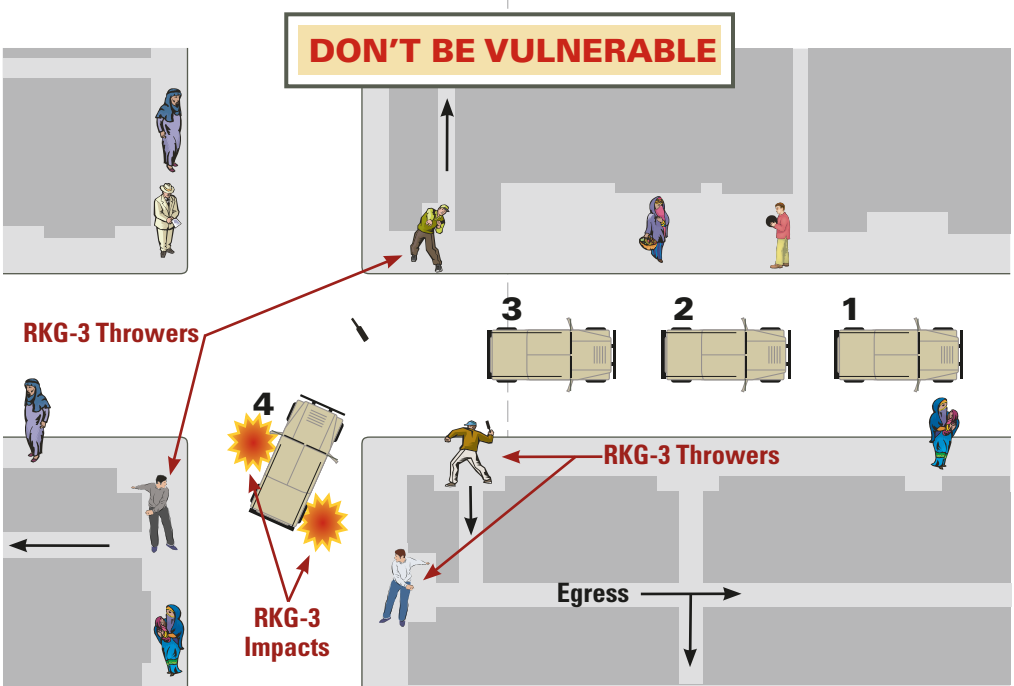 DON'T BE VULNERABLE
RKG-3 Throwers
3
2
1
4
RKG-3 Throwers
Egress
RKG-3
Impacts